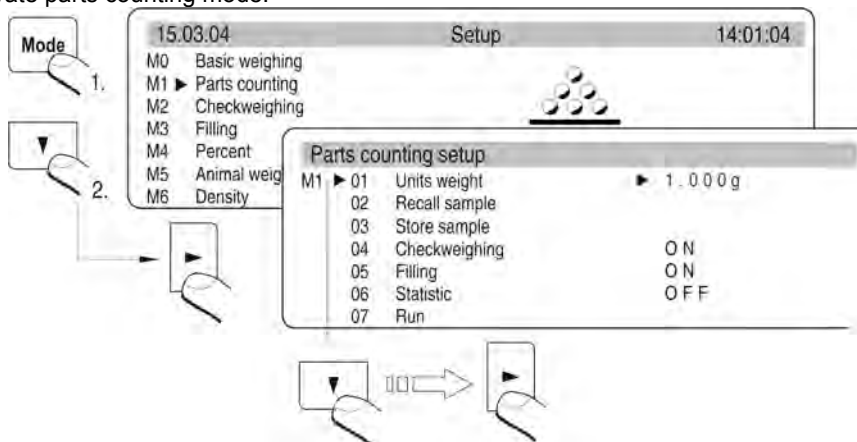 rate parts counting mode.
15.03.04 Setup 14:01:04
Mode
1.
M0 Basic weighing
M1 ► Parts counting
M2 Checkweighing
M3 Filling
M4 Percent
M5 Animal weig
M6 Density
2.
Parts counting setup
M1 ► 01 Units weight ► 1.000g
02 Recall sample
03 Store sample
04 Checkweighing ON
05 Filling ON
06 Statistic OFF
07 Run